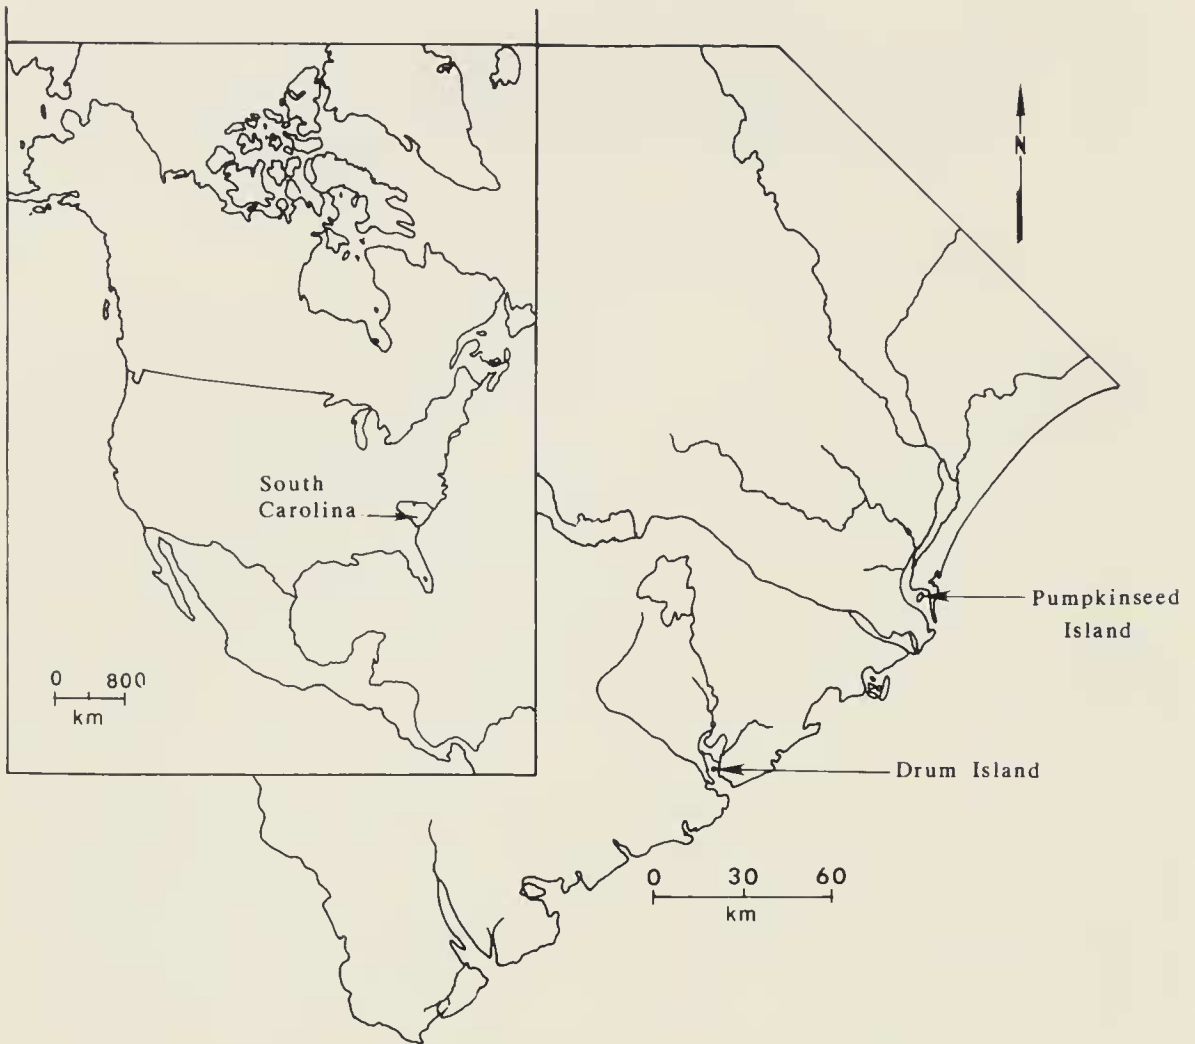 N
South
Carolina
Pumpkinseed
Island
0 800
km
Drum Island
0 30 60
km